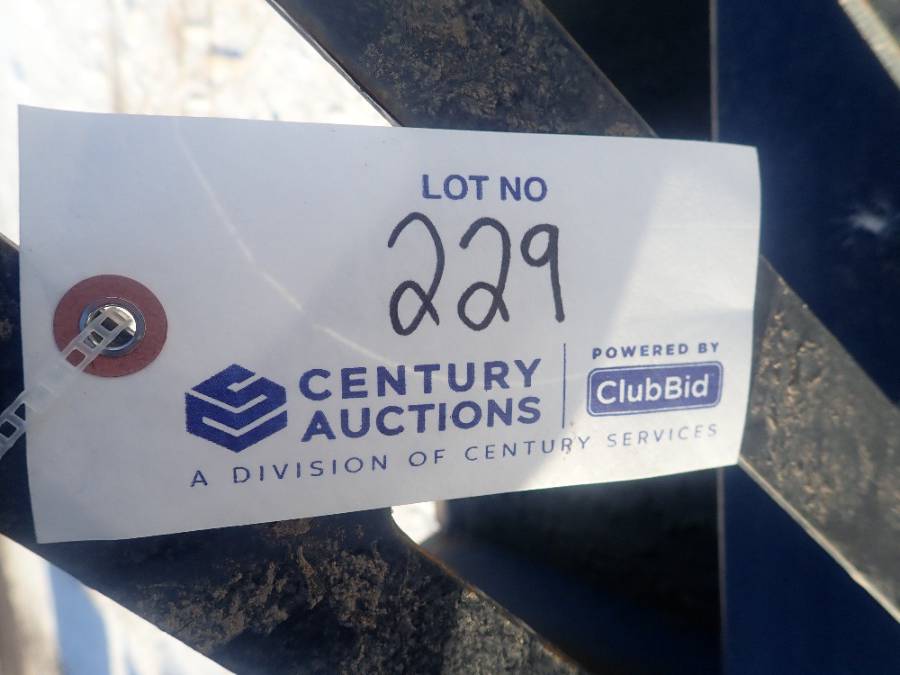 LOT NO
229
CENTURY
AUCTIONS
POWERED BY
ClubBid
A DIVISION OF CENTURY SERVICES